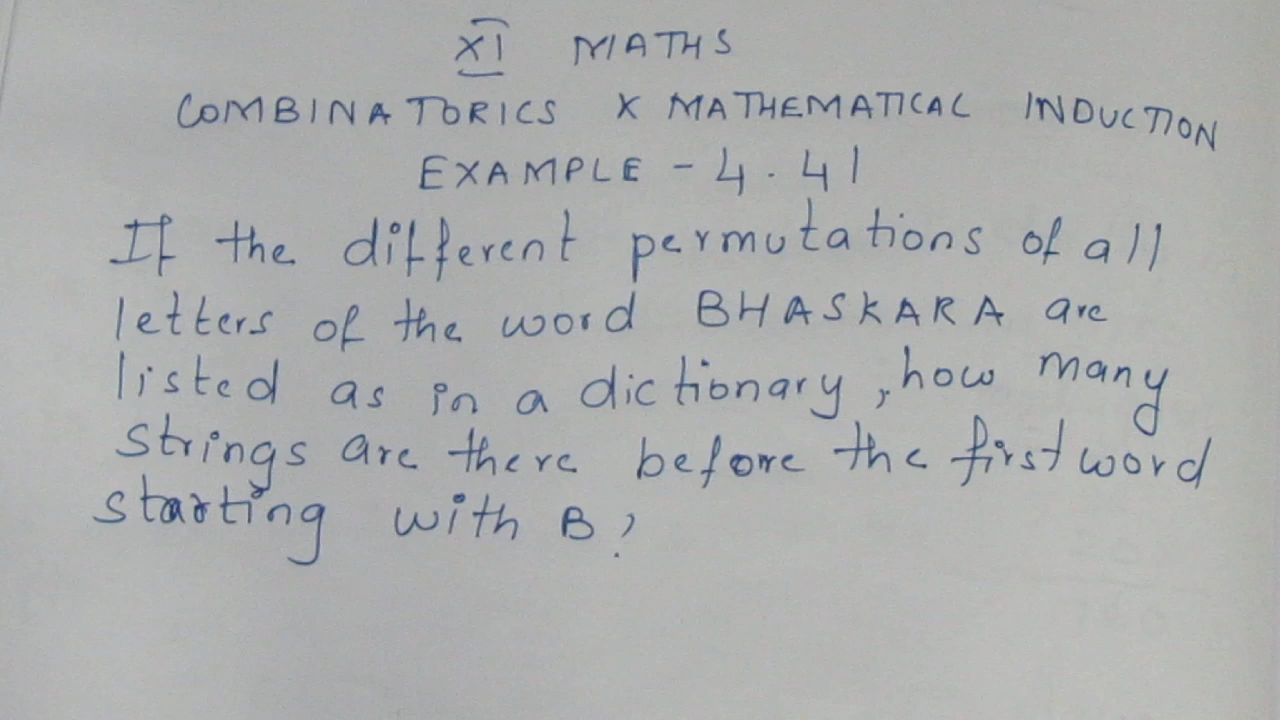 XI MATHS
COMBINATORICS X MATHEMATICAL INDUCTION
EXAMPLE - 4.41
If the different permutations of all
letters of the word BHASKARA are
listed as in a dictionary, how many
strings are there before the first word
starting with B?